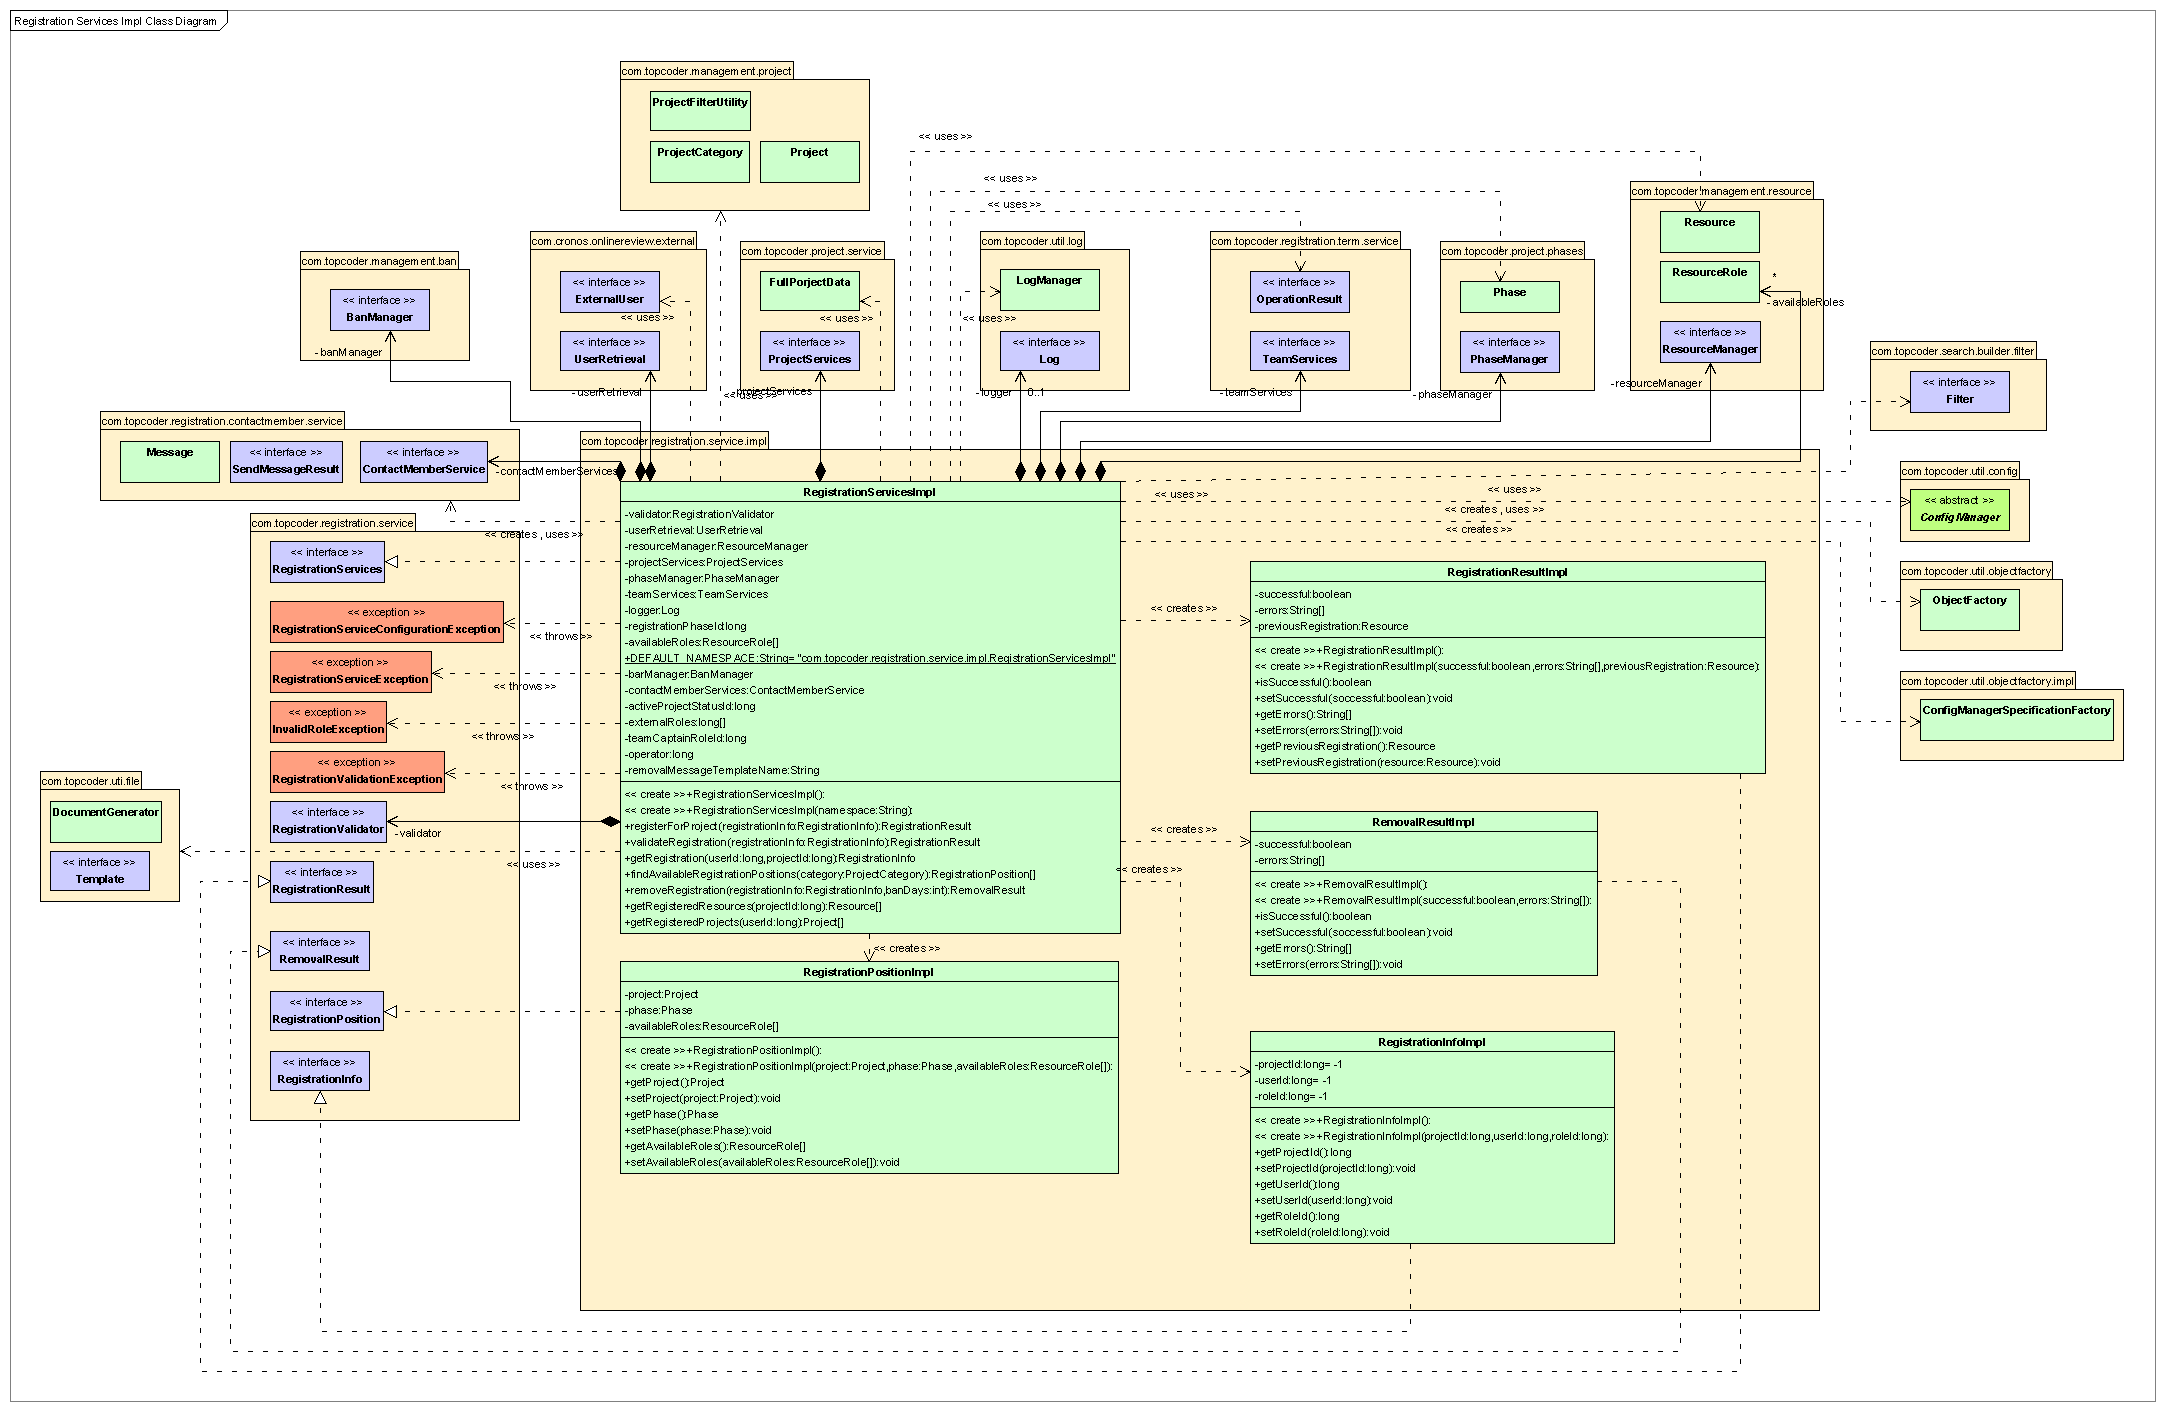 Registration Services Impl Class Diagram
com.topcoder.management.project
ProjectFilterUtility
ProjectCategory
Project
<< uses >>
<< uses >>
<< uses >>
com.topcoder.management.resource
Resource
ResourceRole
*
-availableRoles
<< interface >>
ResourceManager
-resourceManager
com.topcoder.management.ban
<< interface >>
BanManager
-banManager
com.cronos.onlinereview.external
<< interface >>
ExternalUser
<< uses >>
<< interface >>
UserRetrieval
-userRetrieval
com.topcoder.project.service
FullPorjectData
<< uses >>
<< interface >>
ProjectServices
-projectServices
<< uses >>
com.topcoder.util.log
LogManager
<< uses >>
<< interface >>
Log
-logger
0..1
com.topcoder.registration.term.service
<< interface >>
OperationResult
<< interface >>
TeamServices
-teamServices
com.topcoder.project.phases
Phase
<< interface >>
PhaseManager
-phaseManager
com.topcoder.search.builder.filter
<< interface >>
Filter
com.topcoder.registration.contactmember.service
Message
<< interface >>
SendMessageResult
<< interface >>
ContactMemberService
-contactMemberServices
<< creates , uses >>
com.topcoder.util.config
<< abstract >>
ConfigManager
<< uses >>
<< uses >>
<< creates , uses >>
<< creates >>
com.topcoder.util.objectfactory
ObjectFactory
com.topcoder.util.objectfactory.impl
ConfigManagerSpecificationFactory
com.topcoder.registration.service
<< interface >>
RegistrationServices
<< exception >>
RegistrationServiceConfigurationException
<< throws >>
<< exception >>
RegistrationServiceException
<< throws >>
<< exception >>
InvalidRoleException
<< throws >>
<< exception >>
RegistrationValidationException
<< throws >>
<< interface >>
RegistrationValidator
-validator
<< interface >>
RegistrationResult
<< interface >>
RemovalResult
<< interface >>
RegistrationPosition
<< interface >>
RegistrationInfo
com.topcoder.uti.file
DocumentGenerator
<< interface >>
Template
<< uses >>
com.topcoder.registration.service.impl
RegistrationServicesImpl
-validator:RegistrationValidator
-userRetrieval:UserRetrieval
-resourceManager:ResourceManager
-projectServices:ProjectServices
-phaseManager:PhaseManager
-teamServices:TeamServices
-logger:Log
-registrationPhaseId:long
-availableRoles:ResourceRole[]
+DEFAULT_NAMESPACE:String= "com.topcoder.registration.service.impl.RegistrationServicesImpl"
-barManager:BanManager
-contactMemberServices:ContactMemberService
-activeProjectStatusId:long
-externalRoles:long[]
-teamCaptainRoleId:long
-operator:long
-removalMessageTemplateName:String
<< create >>+RegistrationServicesImpl():
<< create >>+RegistrationServicesImpl(namespace:String):
+registerForProject(registrationInfo:RegistrationInfo):RegistrationResult
+validateRegistration(registrationInfo:RegistrationInfo):RegistrationResult
+getRegistration(userId:long,projectId:long):RegistrationInfo
+findAvailableRegistrationPositions(category:ProjectCategory):RegistrationPosition[]
+removeRegistration(registrationInfo:RegistrationInfo,banDays:int):RemovalResult
+getRegisteredResources(projectId:long):Resource[]
+getRegisteredProjects(userId:long):Project[]
<< creates >>
RegistrationPositionImpl
-project:Project
-phase:Phase
-availableRoles:ResourceRole[]
<< create >>+RegistrationPositionImpl():
<< create >>+RegistrationPositionImpl(project:Project,phase:Phase,availableRoles:ResourceRole[]):
+getProject():Project
+setProject(project:Project):void
+getPhase():Phase
+setPhase(phase:Phase):void
+getAvailableRoles():ResourceRole[]
+setAvailableRoles(availableRoles:ResourceRole[]):void
<< creates >>
RegistrationResultImpl
-successful:boolean
-errors:String[]
-previousRegistration:Resource
<< create >>+RegistrationResultImpl():
<< create >>+RegistrationResultImpl(successful:boolean,errors:String[],previousRegistration:Resource):
+isSuccessful():boolean
+setSuccessful(soccessful:boolean):void
+getErrors():String[]
+setErrors(errors:String[]):void
+getPreviousRegistration():Resource
+setPreviousRegistration(resource:Resource):void
<< creates >>
RemovalResultImpl
-successful:boolean
-errors:String[]
<< create >>+RemovalResultImpl():
<< create >>+RemovalResultImpl(successful:boolean,errors:String[]):
+isSuccessful():boolean
+setSuccessful(soccessful:boolean):void
+getErrors():String[]
+setErrors(errors:String[]):void
<< creates >>
RegistrationInfoImpl
-projectId:long= -1
-userId:long= -1
-roleId:long= -1
<< create >>+RegistrationInfoImpl():
<< create >>+RegistrationInfoImpl(projectId:long,userId:long,roleId:long):
+getProjectId():long
+setProjectId(projectId:long):void
+getUserId():long
+setUserId(userId:long):void
+getRoleId():long
+setRoleId(roleId:long):void